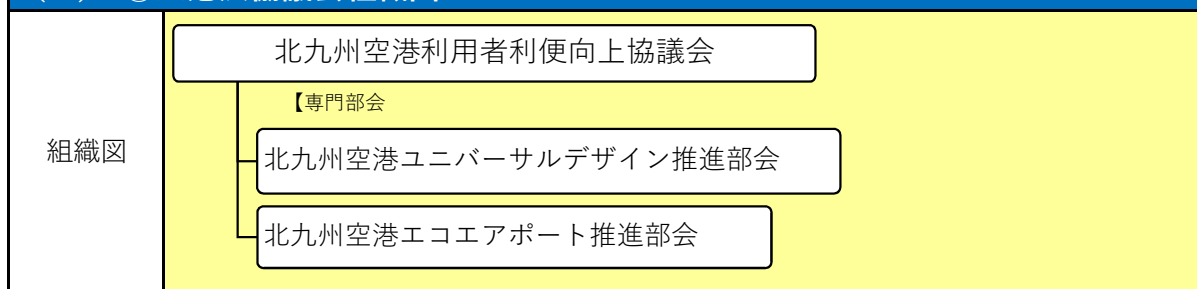 組織図
北九州空港利用者利便向上協議会
【専門部会
北九州空港ユニバーサルデザイン推進部会
北九州空港エコエアポート推進部会